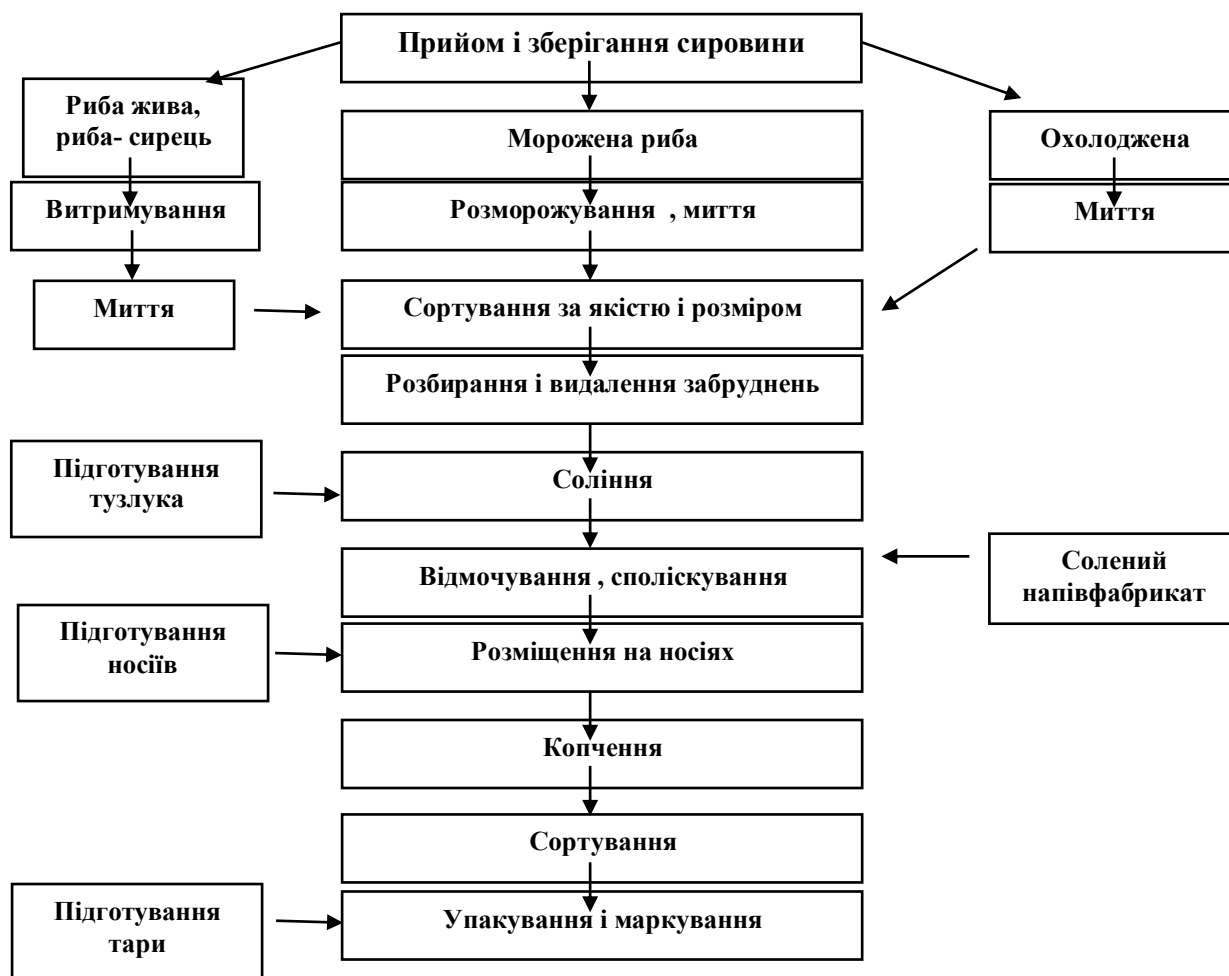 Прийом і зберігання сировини
Риба жива,
риба- сирець
Морожена риба
Охолоджена
Витримування
Розморожування , миття
Миття
Миття
Сортування за якістю і розміром
Розбирання і видалення забруднень
Підготування
тузлука
Соління
Відмочування , споліскування
Солений
напівфабрикат
Підготування
носіїв
Розміщення на носіях
Копчення
Сортування
Підготування
тари
Упакування і маркування